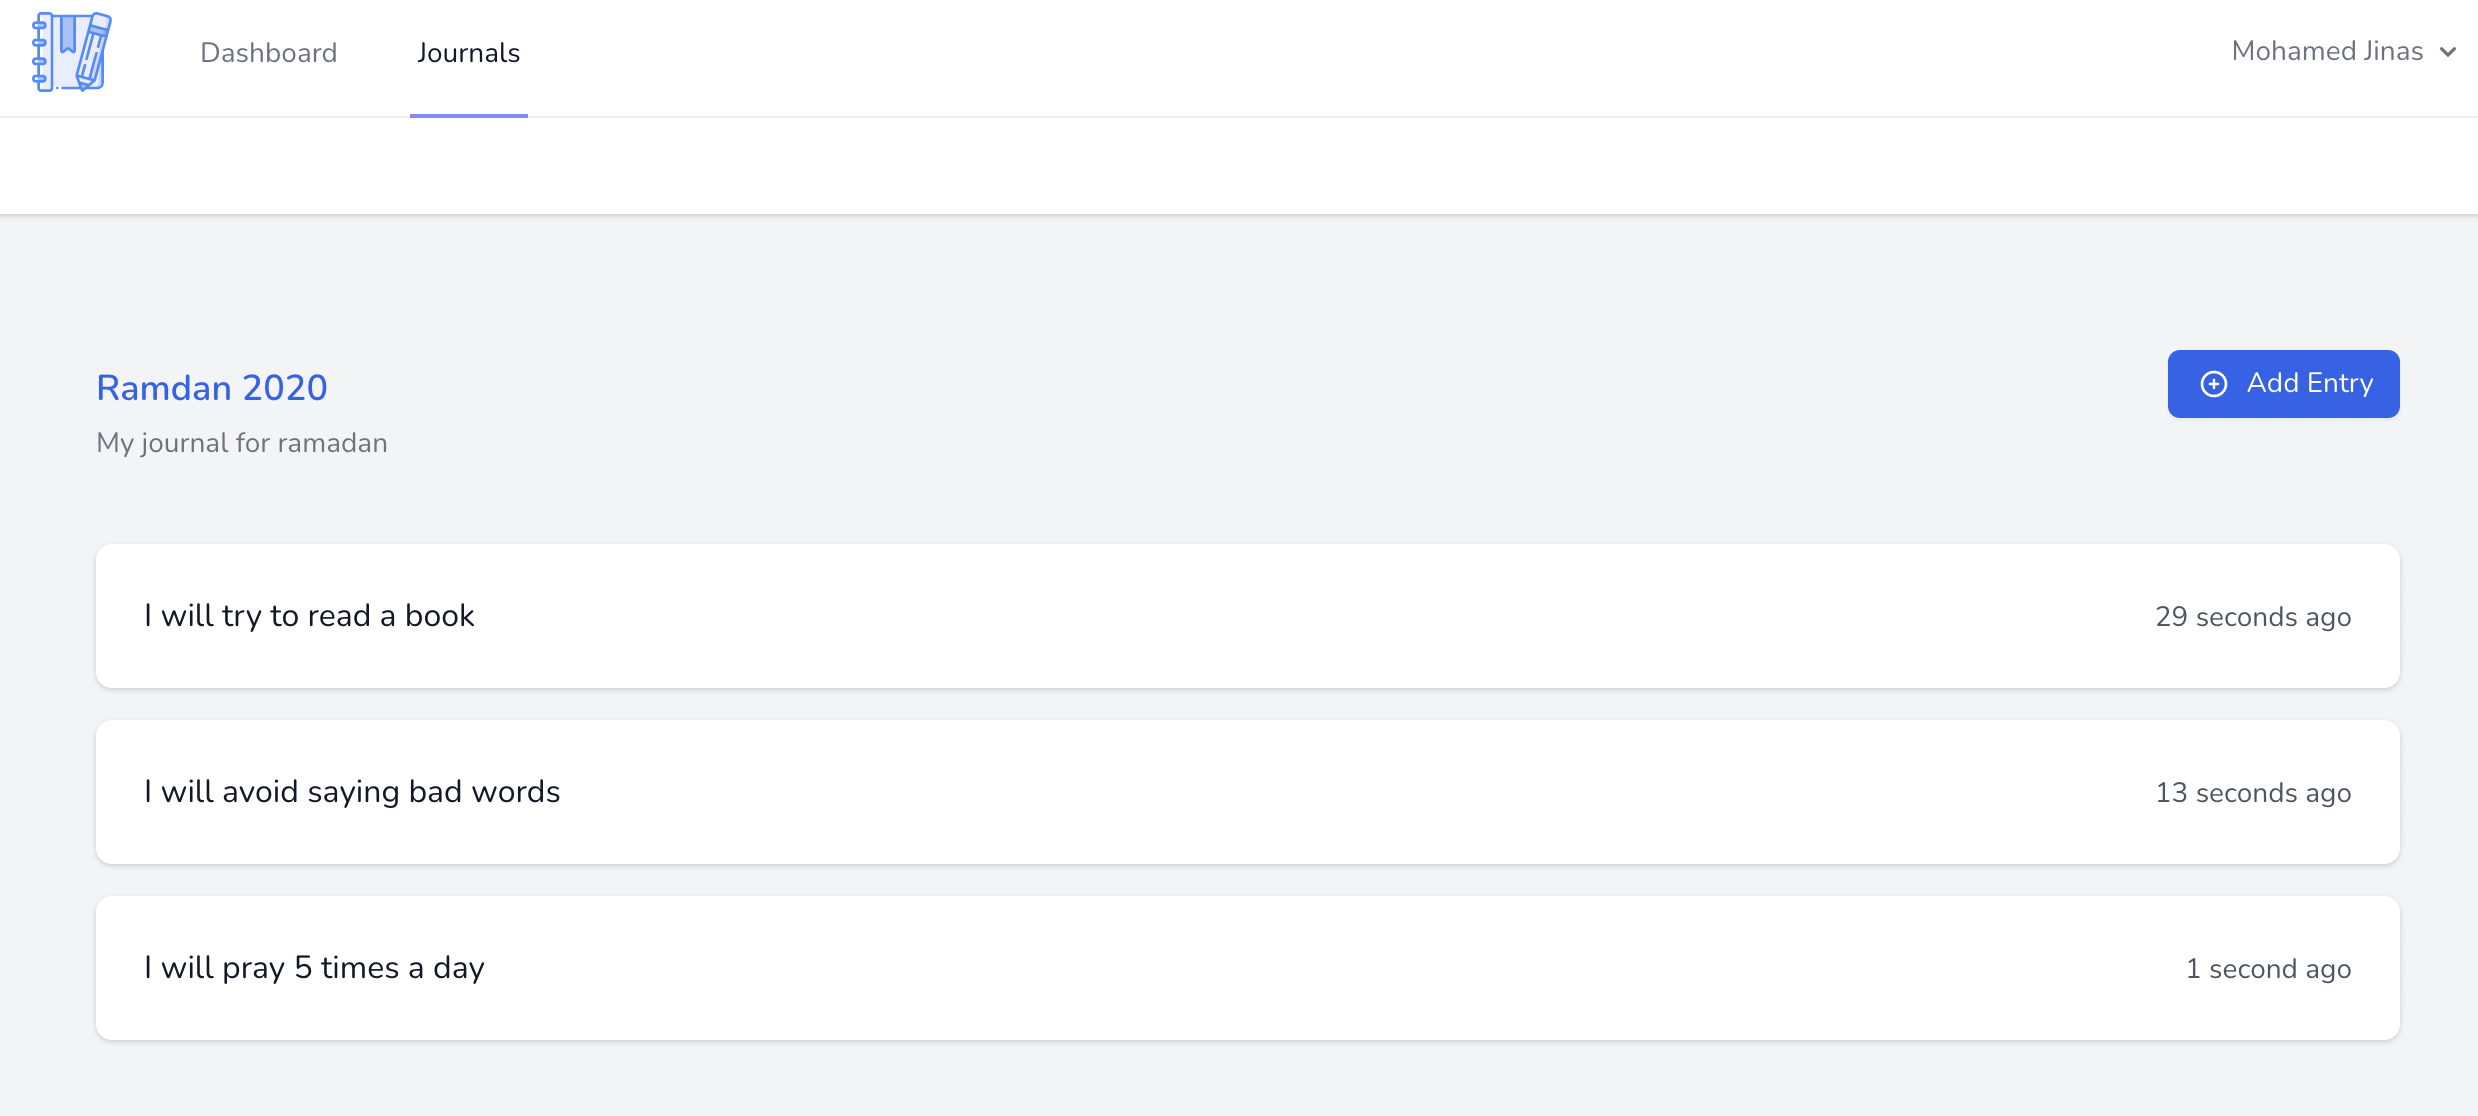 Dashboard
Journals
Mohamed Jinas
Ramdan 2020
Add Entry
My journal for ramadan
I will try to read a book
29 seconds ago
I will avoid saying bad words
13 seconds ago
I will pray 5 times a day
1 second ago